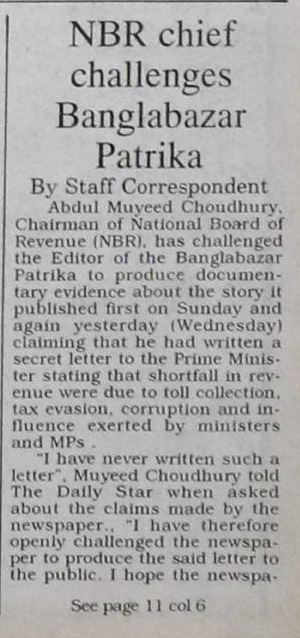 NBR chief
challenges
Banglabazar
Patrika
By Staff Correspondent
Abdul Muyeed Choudhury,
Chairman of National Board of
Revenue (NBR), has challenged
the Editor of the Banglabazar
Patrika to produce documen-
tary evidence about the story it
published first on Sunday and
again yesterday (Wednesday)
claiming that he had written a
secret letter to the Prime Minis-
ter stating that shortfall in rev-
enue were due to toll collection,
tax evasion, corruption and in-
fluence exerted by ministers
and MPs .
"I have never written such a
letter", Muyeed Choudhury told
The Daily Star when asked
about the claims made by the
newspaper., "I have therefore
openly challenged the newspa-
per to produce the said letter to
the public. I hope the newspa-
See page 11 col 6